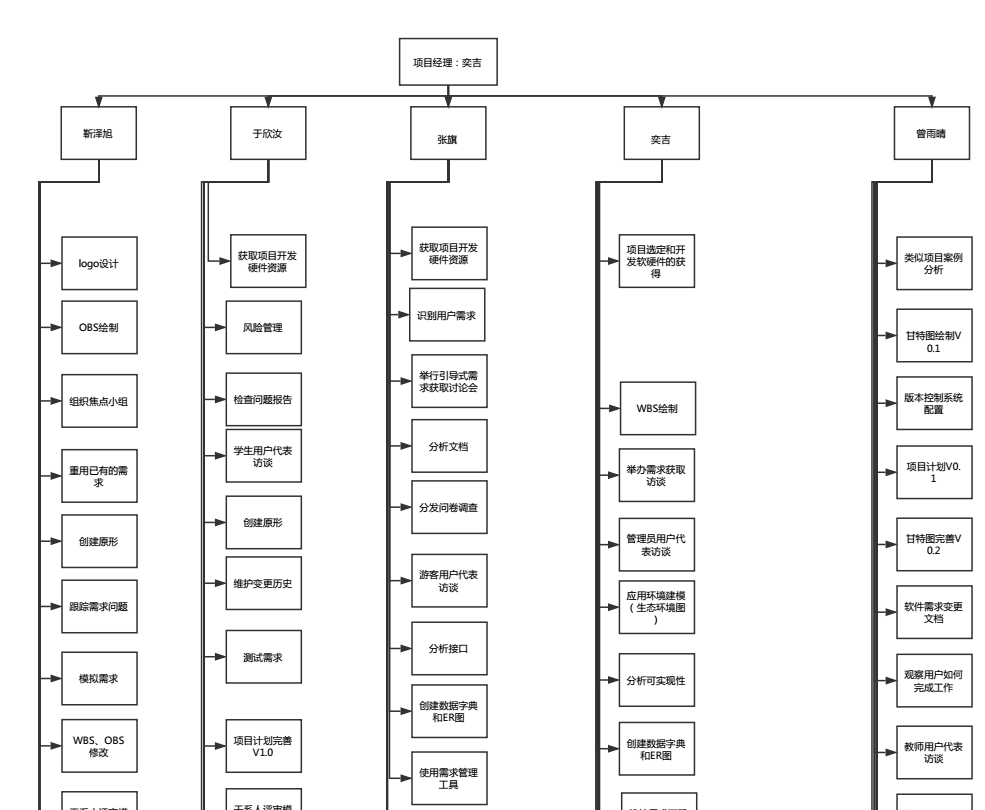 项目经理：奕吉
靳泽旭
于欣汝
张旗
奕吉
曾雨晴
logo设计
OBS绘制
组织焦点小组
重用已有的需
求
创建原形
跟踪需求问题
模拟需求
WBS、OBS
修改
获取项目开发
硬件资源
风险管理
检查问题报告
学生用户代表
访谈
创建原形
维护变更历史
测试需求
项目计划完善
V1.0
获取项目开发
硬件资源
识别用户需求
举行引导式需
求获取讨论会
分析文档
分发问卷调查
游客用户代表
访谈
分析接口
创建数据字典
和ER图
使用需求管理
工具
项目选定和开
发软硬件的获
得
WBS绘制
举办需求获取
访谈
管理员用户代
表访谈
应用环境建模
（生态环境图
）
分析可实现性
创建数据字典
和ER图
类似项目案例
分析
甘特图绘制V
0.1
版本控制系统
配置
项目计划V0.
1
甘特图完善V
0.2
软件需求变更
文档
观察用户如何
完成工作
教师用户代表
访谈